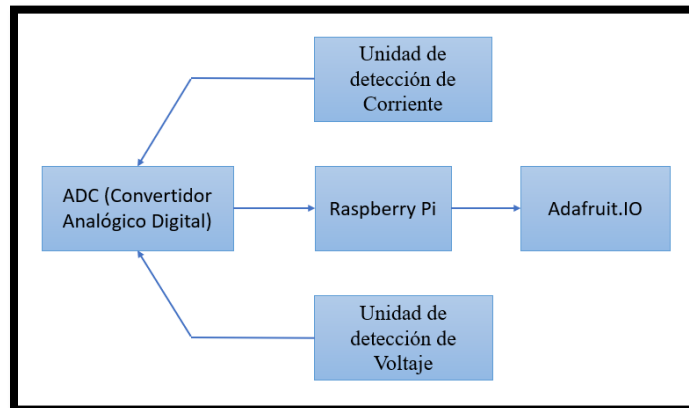 Unidad de
detección de
Corriente
ADC (Convertidor
Analógico Digital)
Raspberry Pi
Adafruit.IO
Unidad de
detección de
Voltaje